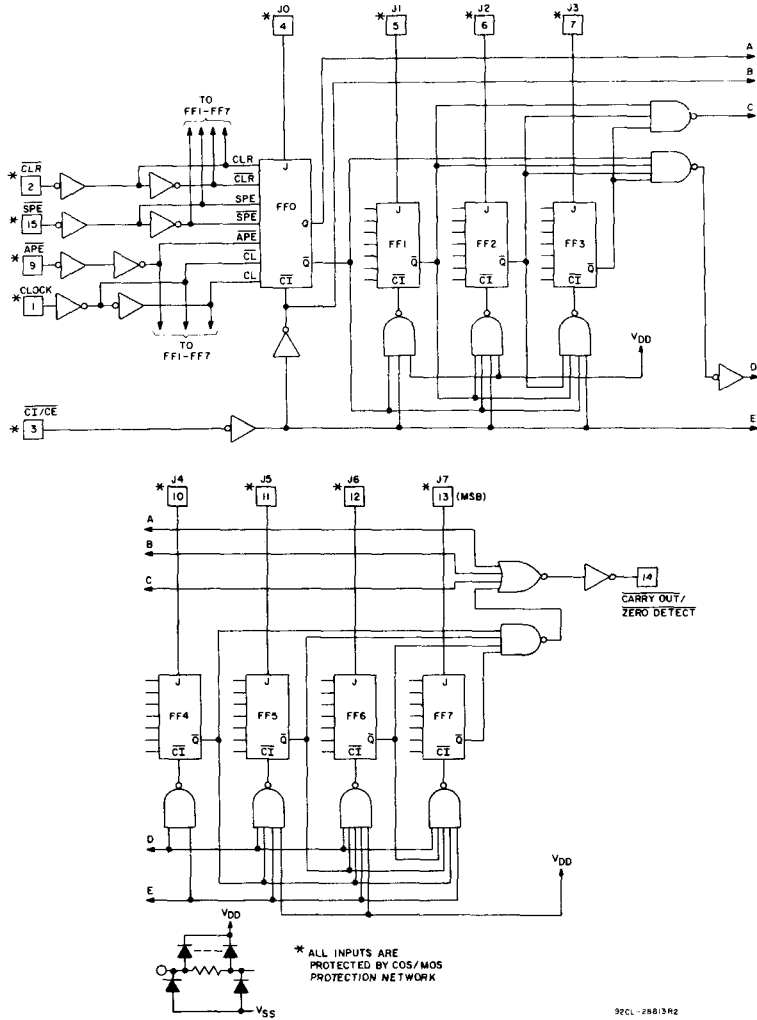 J0
* 4
J1
* 5
J2
* 6
J3
* 7
A
B
C
TO
FF1-FF7
CLR
* 2
SPE
* 15
APE
* 9
*CLOCK
1
CLR
CLR
SPE
SPE
APE
CL
CL
J
FF0
Q
Q
CI
J
FF1
Q
CI
J
FF2
Q
CI
J
FF3
Q
CI
TO
FF1-FF7
VDD
D
CI/CE
* 3
E
J4
* 10
J5
* 11
J6
* 12
J7
* 13 (MSB)
A
B
C
14
CARRY OUT/
ZERO DETECT
J
FF4
Q
CI
J
FF5
Q
CI
J
FF6
Q
CI
J
FF7
Q
CI
D
E
VDD
VDD
VSS
* ALL INPUTS ARE
PROTECTED BY COS/MOS
PROTECTION NETWORK
92CL-28813R2